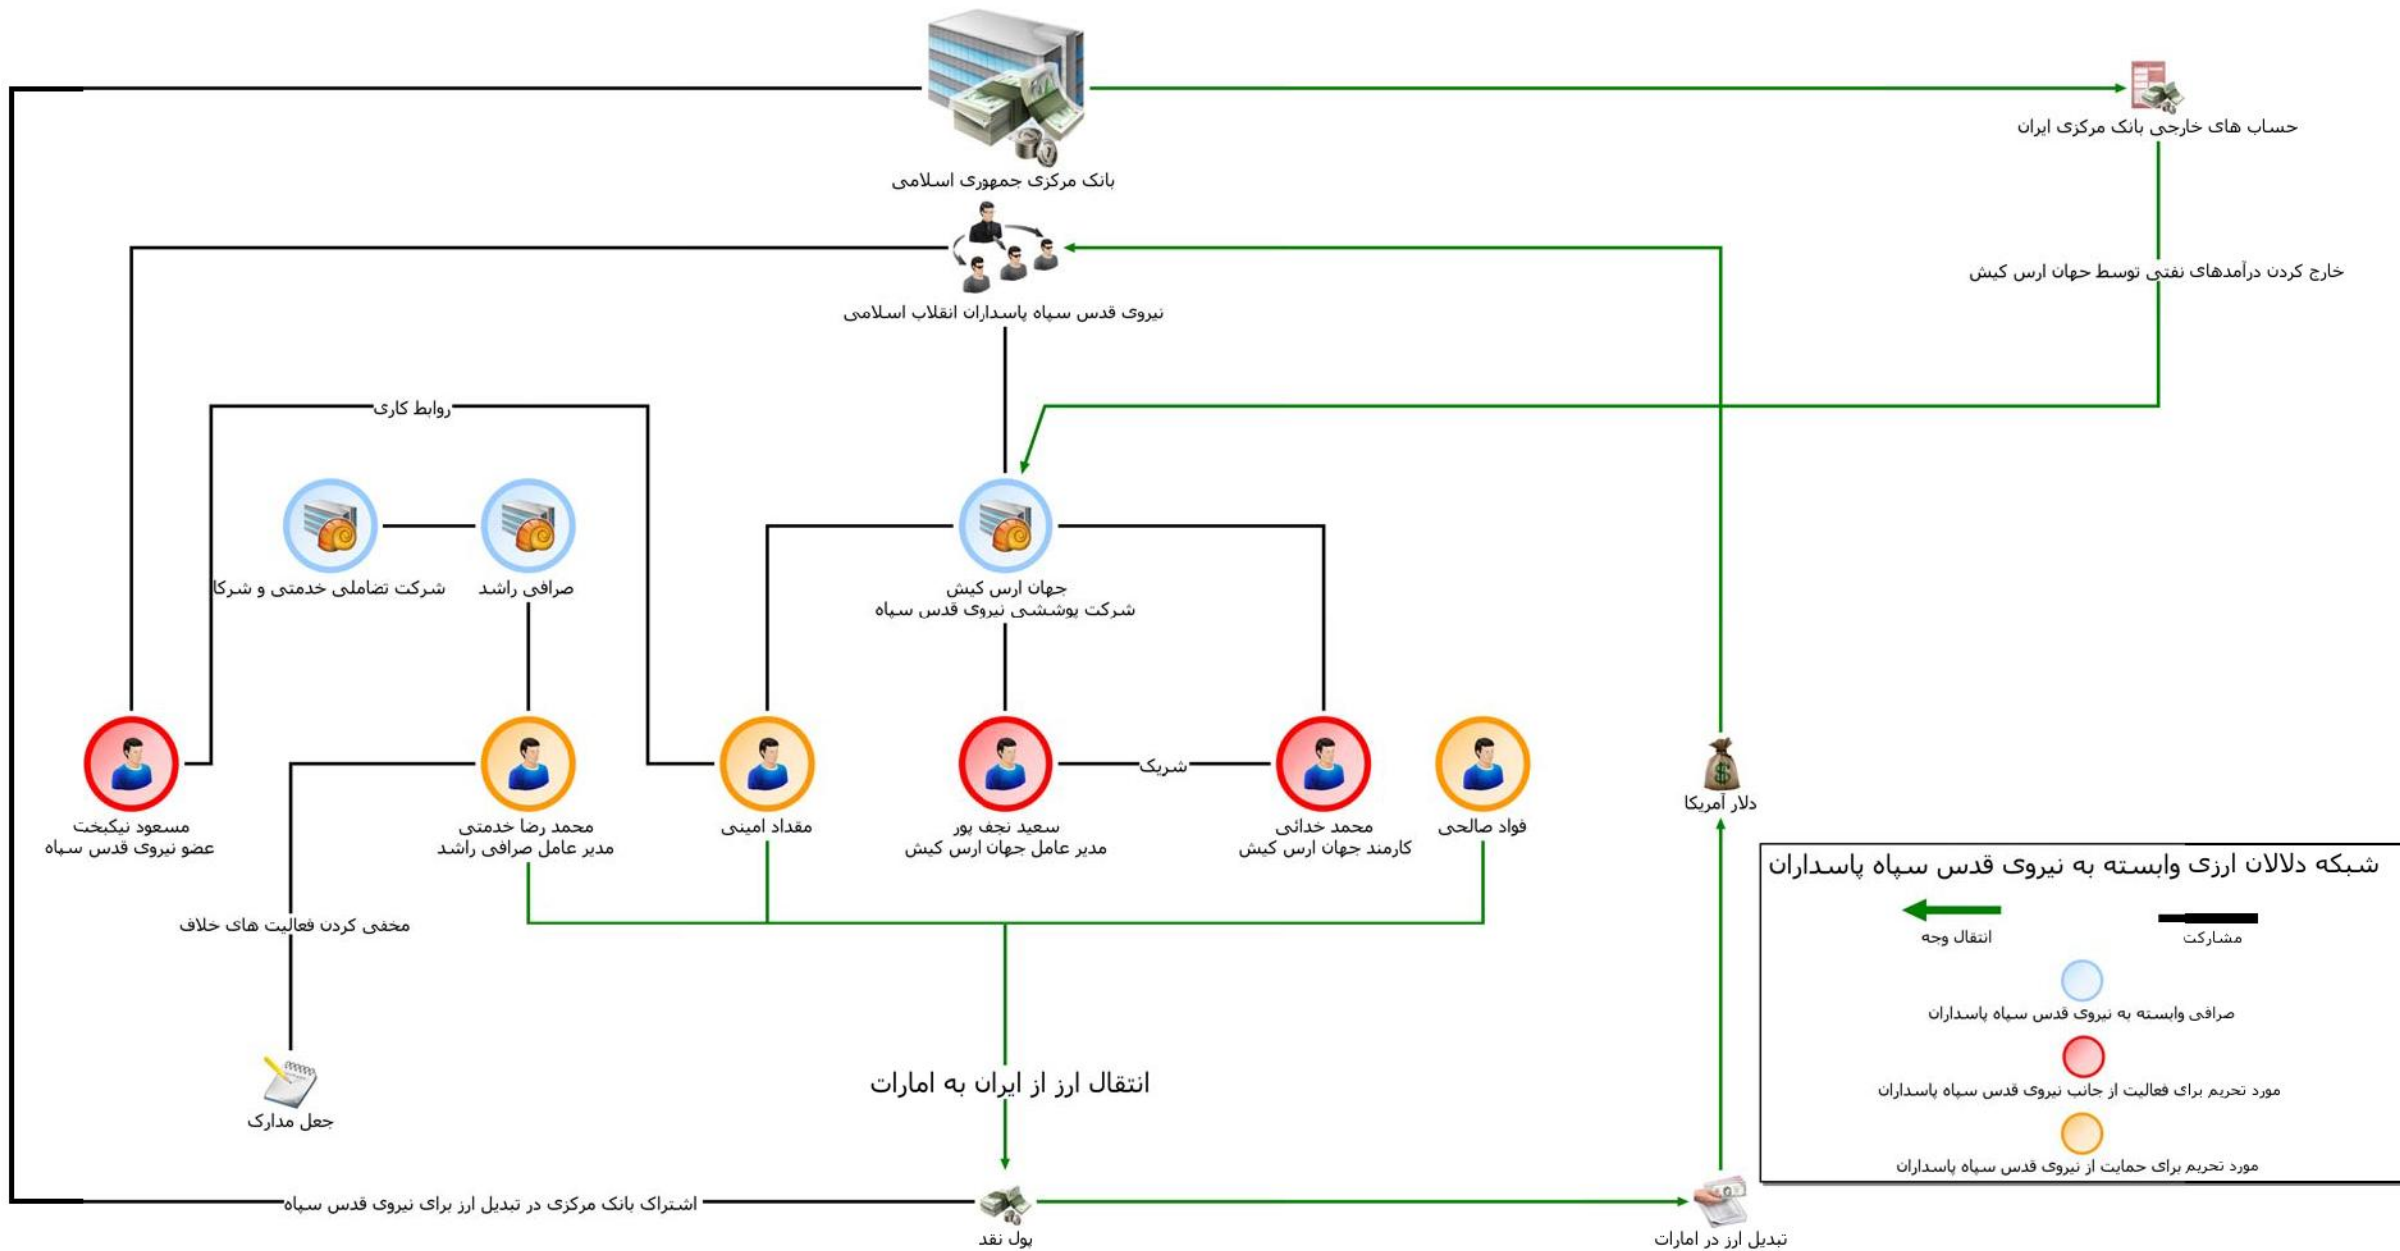 بانک مرکزی جمهوری اسلامی
حساب های خارجی بانک مرکزی ایران
خارج کردن درآمدهای نفتی توسط جهان ارس کیش
نیروی قدس سپاه پاسداران انقلاب اسلامی
روابط کاری
جهان ارس کیش
شرکت پوششی نیروی قدس سپاه
صرافی راشد
شرکت تضاملی خدمتی و شرکا
شریک
دلار آمریکا
فواد صالحی
محمد خدائی
کارمند جهان ارس کیش
سعید نجف پور
مدیر عامل جهان ارس کیش
مقداد امینی
محمد رضا خدمتی
مدیر عامل صرافی راشد
مسعود نیکبخت
عضو نیروی قدس سپاه
شبکه دلالان ارزی وابسته به نیروی قدس سپاه پاسداران
مشارکت
انتقال وجه
صرافی وابسته به نیروی قدس سپاه پاسداران
مورد تحریم برای فعالیت از جانب نیروی قدس سپاه پاسداران
مورد تحریم برای حمایت از نیروی قدس سپاه پاسداران
مخفی کردن فعالیت های خلاف
انتقال ارز از ایران به امارات
جعل مدارک
اشتراک بانک مرکزی در تبدیل ارز برای نیروی قدس سپاه
تبدیل ارز در امارات
پول نقد